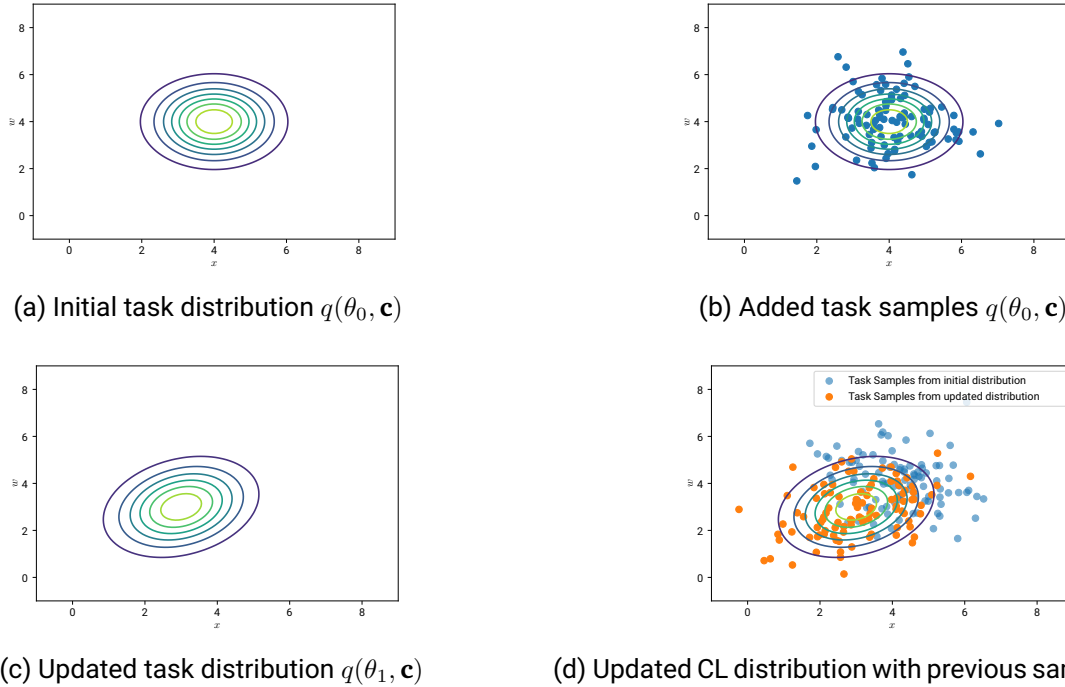 8
6
4
2
0
w
0 2 4 6 8
x
(a) Initial task distribution q(θ₀, c)
8
6
4
2
0
w
0 2 4 6 8
x
(b) Added task samples q(θ₀, c)
8
6
4
2
0
w
0 2 4 6 8
x
(c) Updated task distribution q(θ₁, c)
Task Samples from initial distribution
Task Samples from updated distribution
8
6
4
2
0
w
0 2 4 6 8
x
(d) Updated CL distribution with previous sam